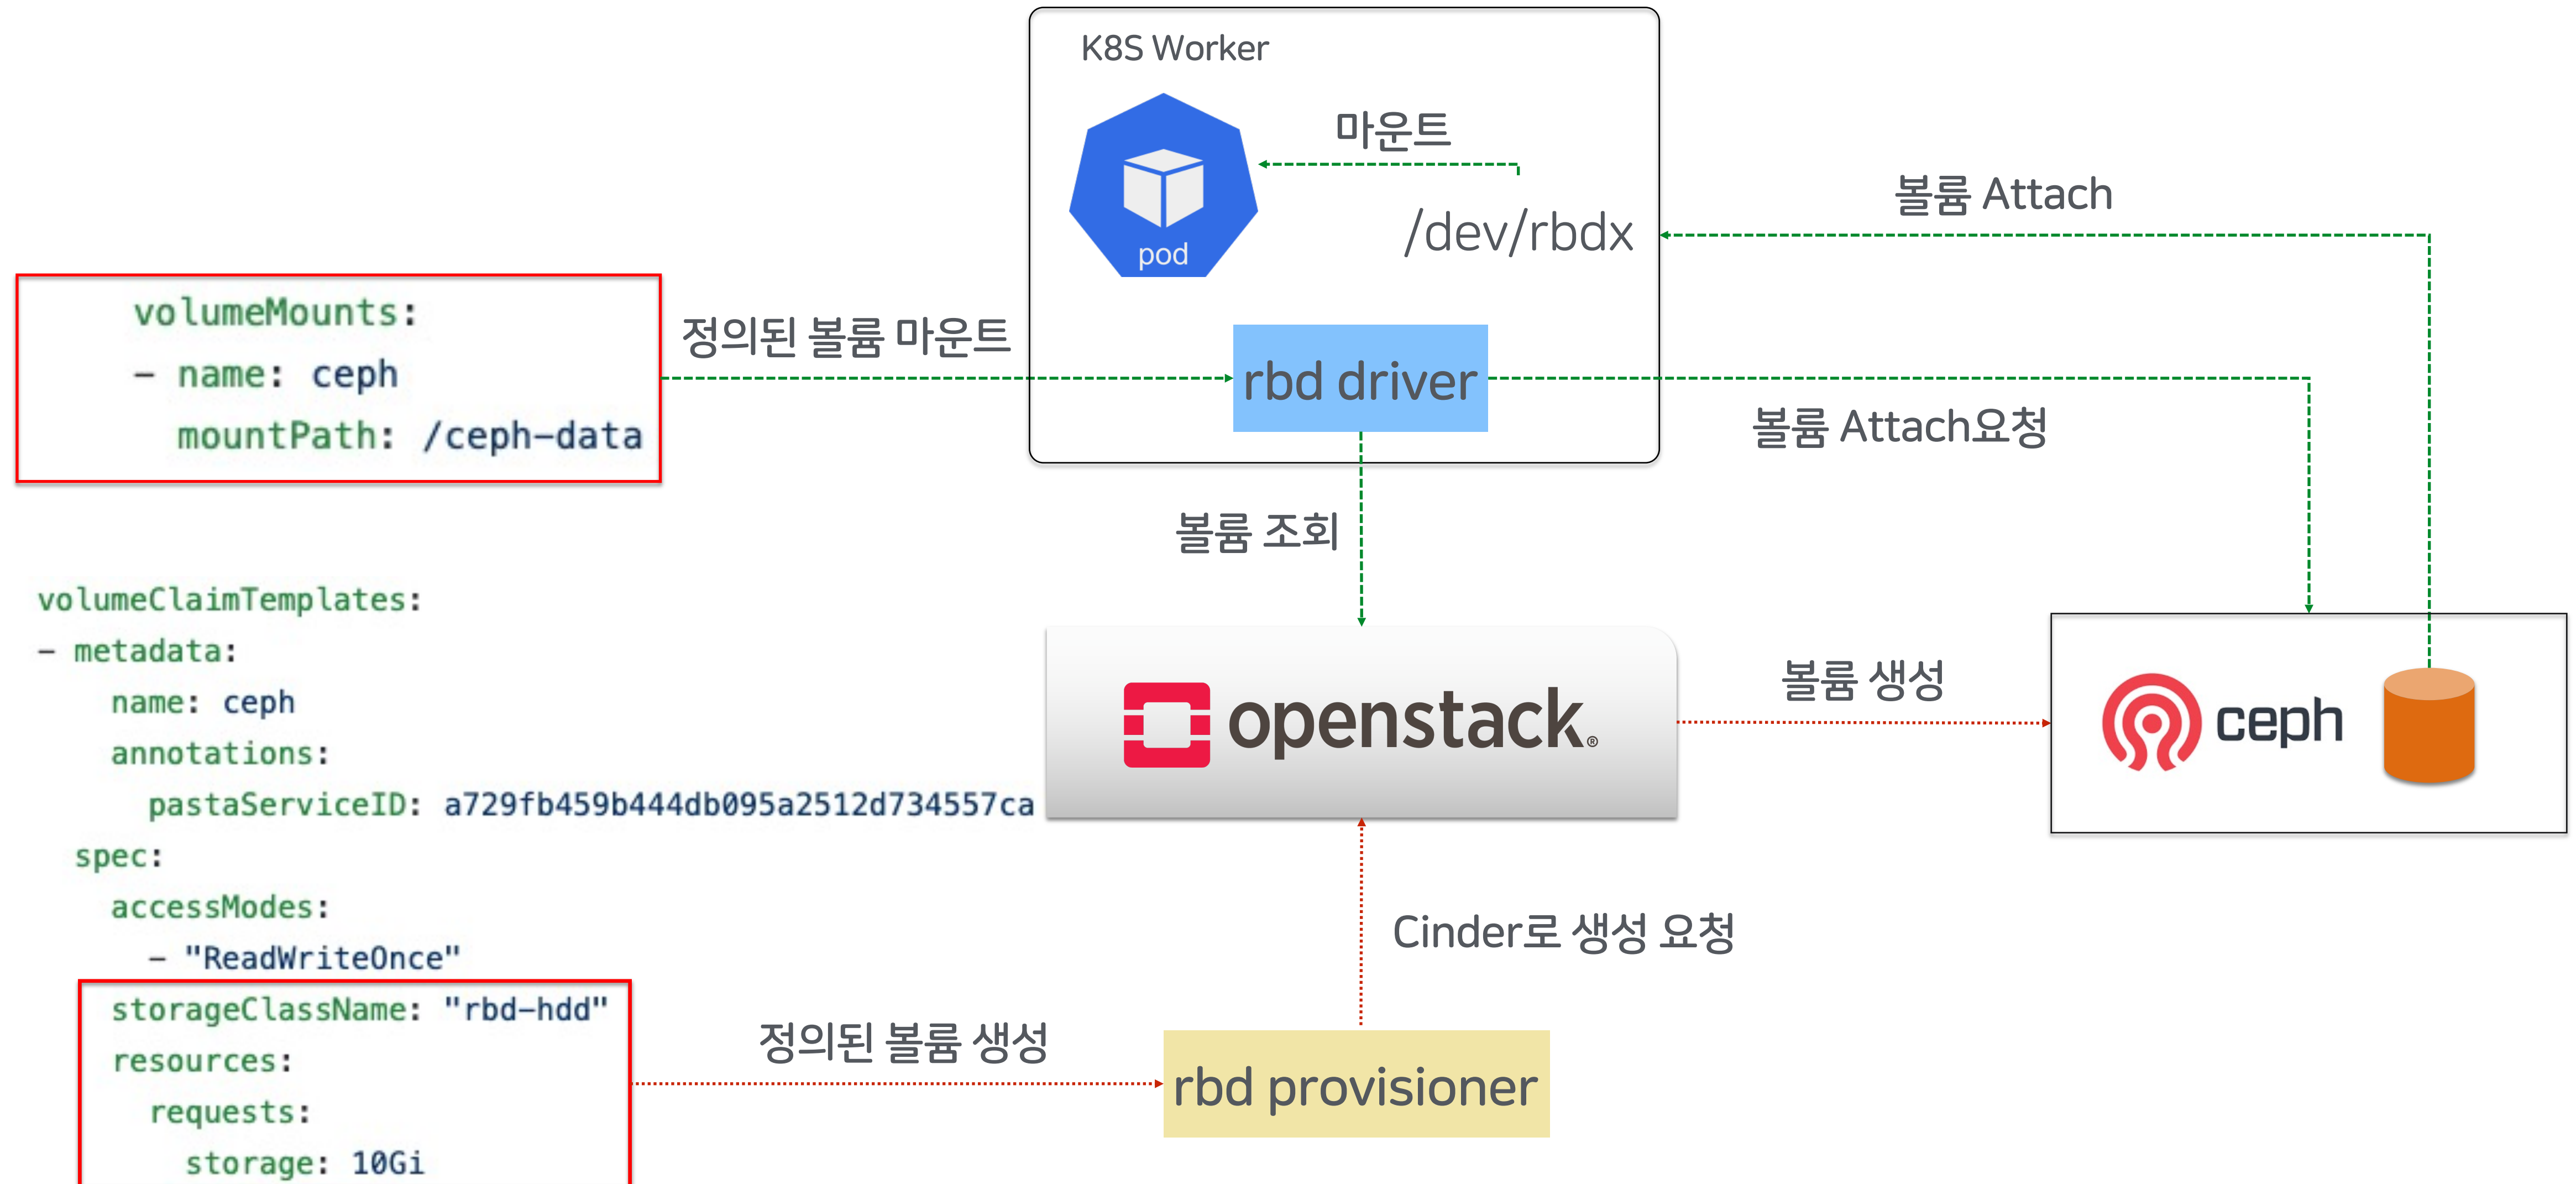 K8S Worker
마운트
/dev/rbdx
pod
볼륨 Attach
volumeMounts:
- name: ceph
mountPath: /ceph-data
정의된 볼륨 마운트
rbd driver
볼륨 Attach요청
볼륨 조회
volumeClaimTemplates:
- metadata:
name: ceph
annotations:
pastaServiceID: a729fb459b444db095a2512d734557ca
spec:
accessModes:
- "ReadWriteOnce"
storageClassName: "rbd-hdd"
resources:
requests:
storage: 10Gi
openstack®
볼륨 생성
ceph
Cinder로 생성 요청
정의된 볼륨 생성
rbd provisioner